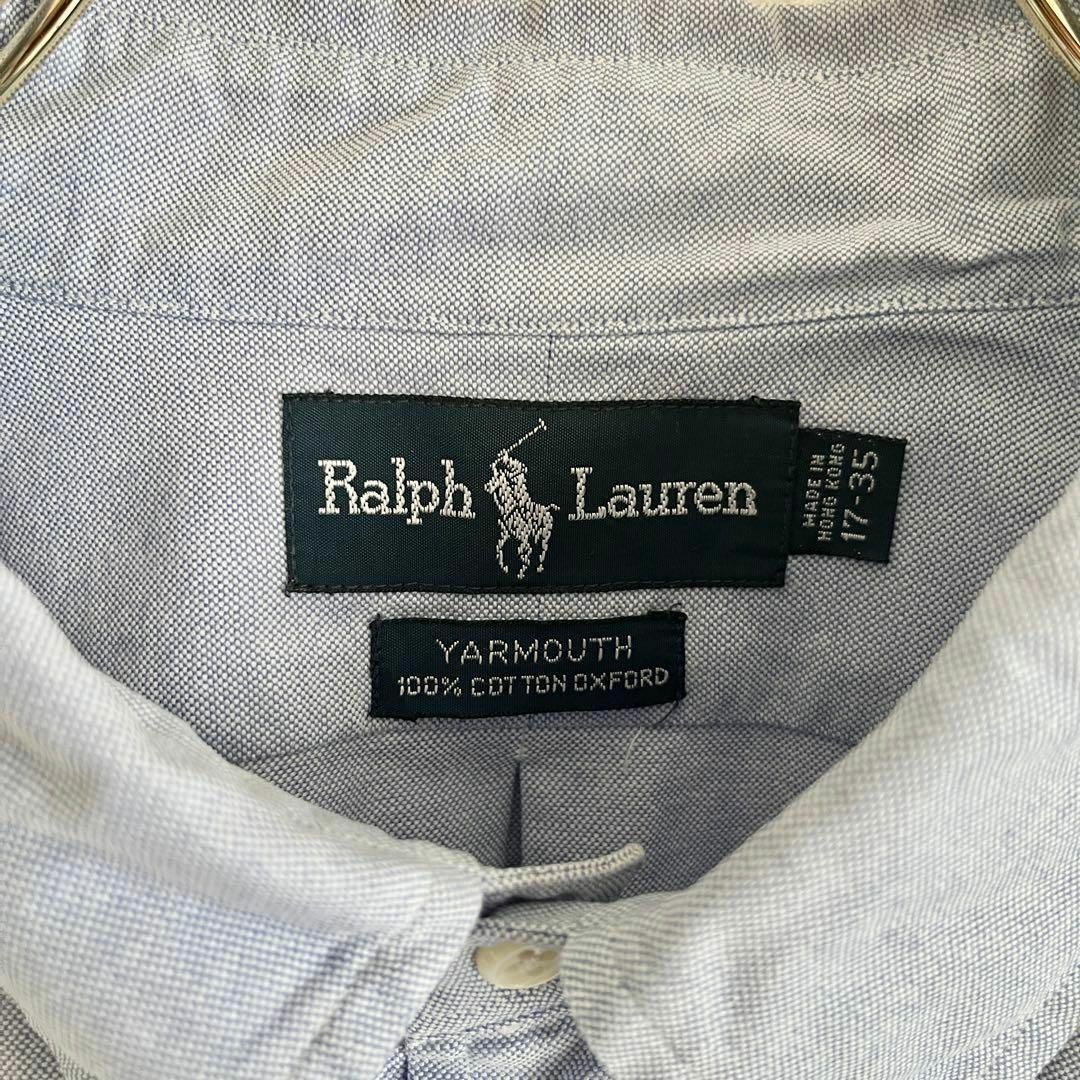 Ralph Lauren
MADE IN
HONG KONG
17-35
YARMOUTH
100% COTTON OXFORD